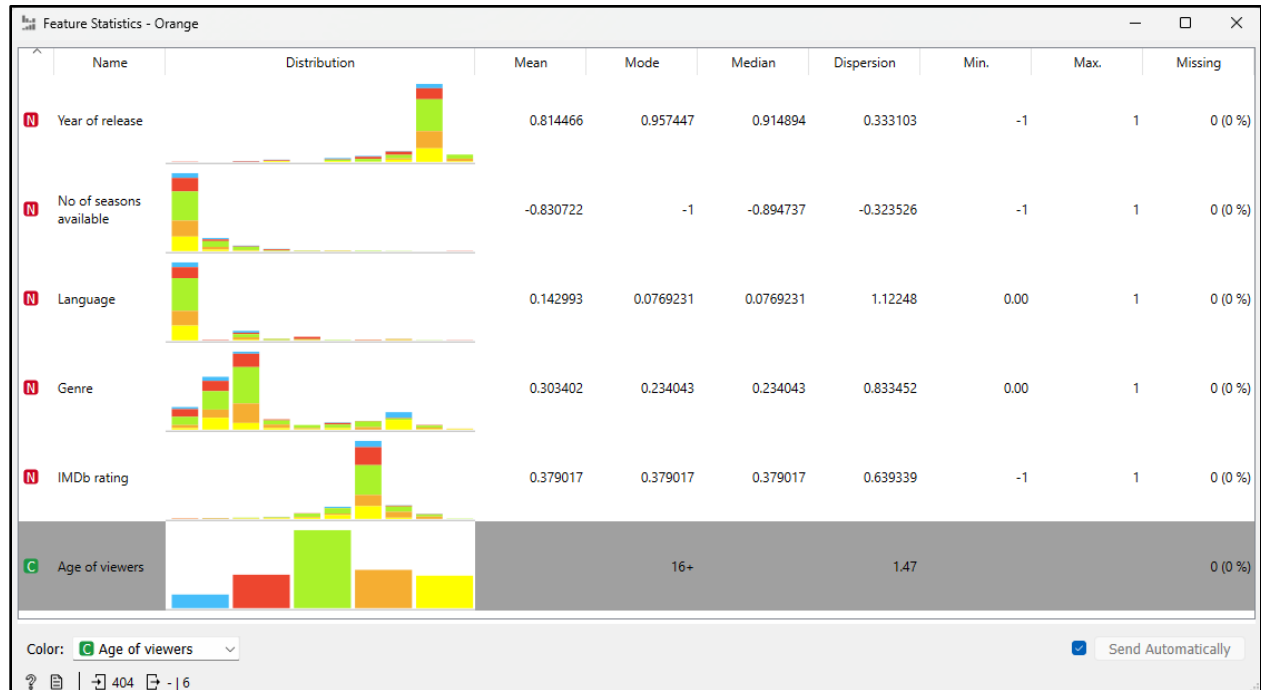 Feature Statistics - Orange
Name Distribution Mean Mode Median Dispersion Min. Max. Missing
N Year of release 0.814466 0.957447 0.914894 0.333103 -1 1 0 (0 %)
N No of seasons available -0.830722 -1 -0.894737 -0.323526 -1 1 0 (0 %)
N Language 0.142993 0.0769231 0.0769231 1.12248 0.00 1 0 (0 %)
N Genre 0.303402 0.234043 0.234043 0.833452 0.00 1 0 (0 %)
N IMDb rating 0.379017 0.379017 0.379017 0.639339 -1 1 0 (0 %)
C Age of viewers 16+ 1.47 0 (0 %)
Color: C Age of viewers Send Automatically
? 404 - | 6